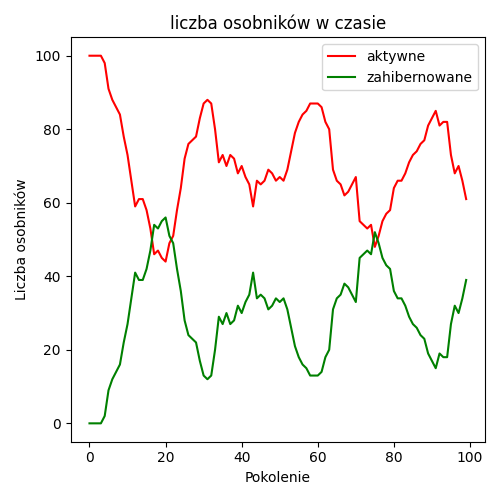 liczba osobników w czasie
aktywne
zahibernowane
Liczba osobników
100
80
60
40
20
0
0 20 40 60 80 100
Pokolenie